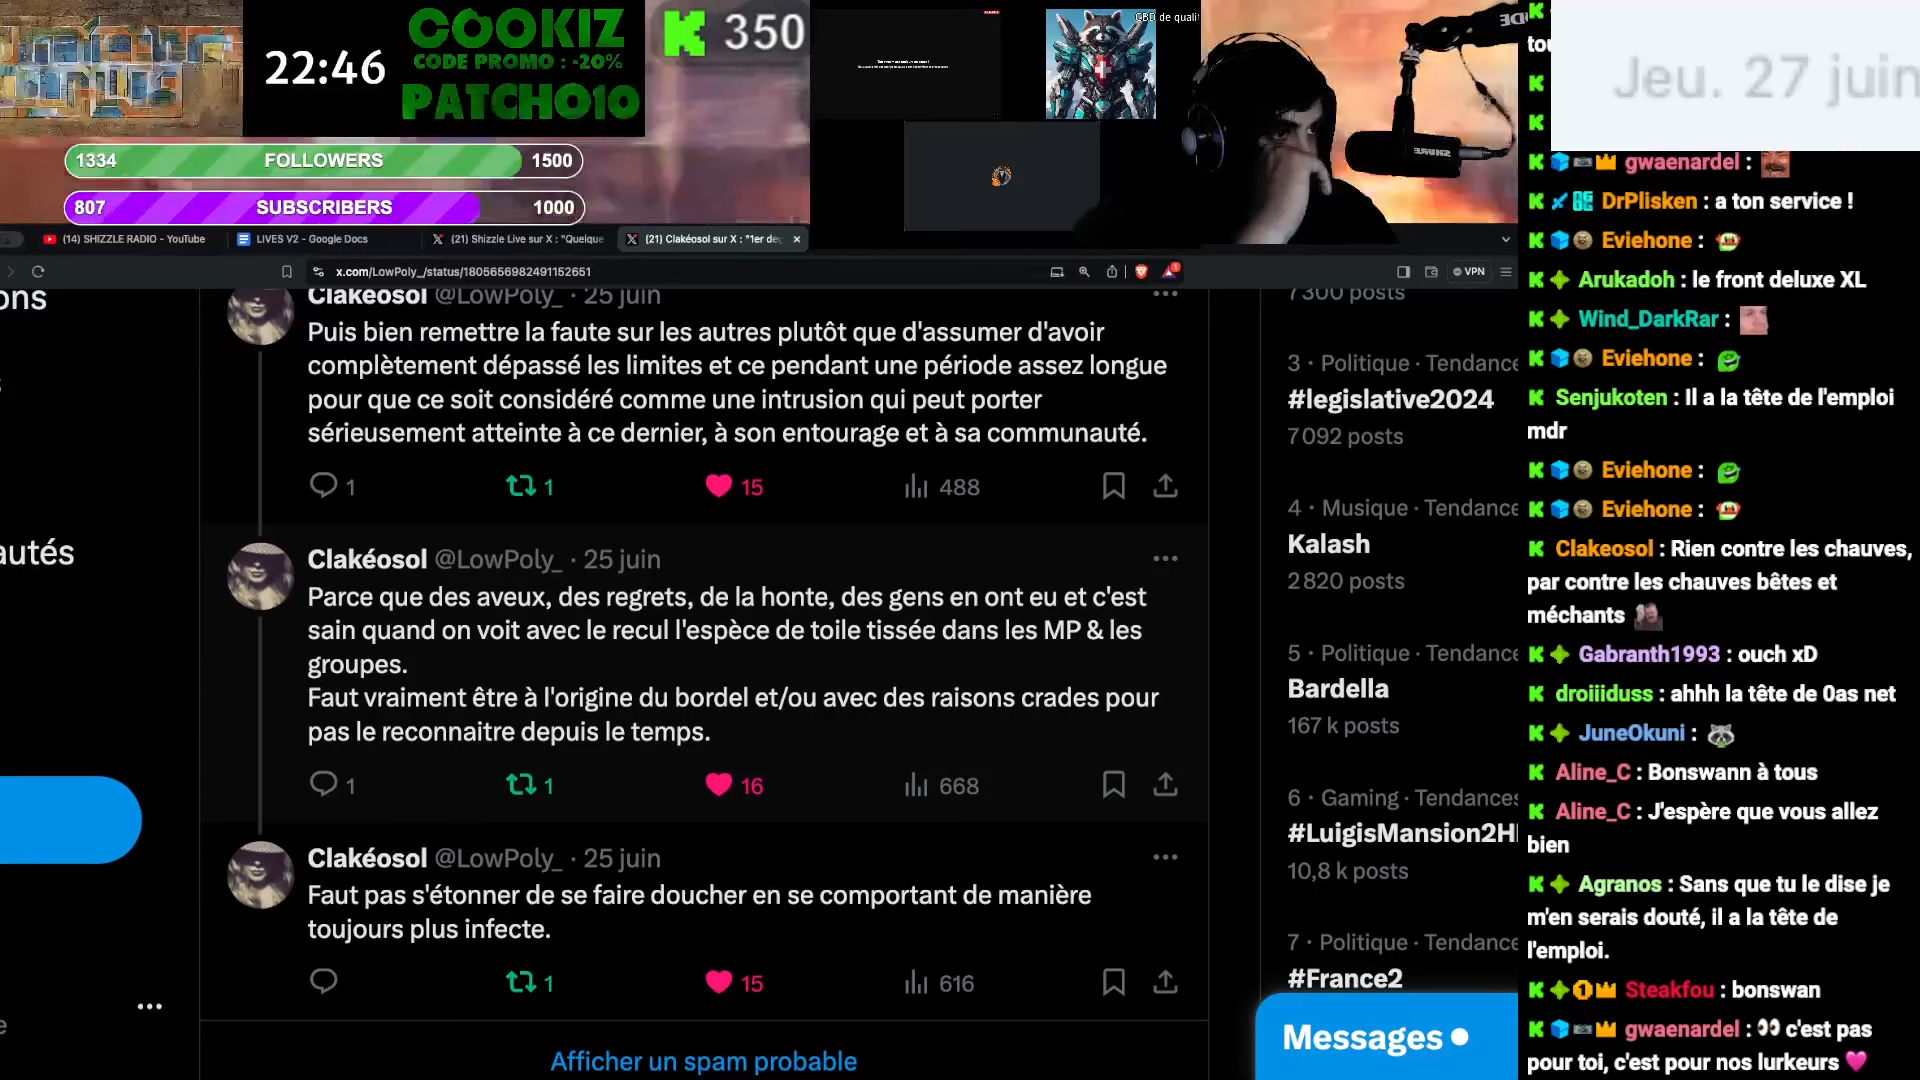 22:46
COOKIZ
CODE PROMO : -20%
PATCHO10
350
CBD de quali
Jeu. 27 juin
1334 FOLLOWERS 1500
807 SUBSCRIBERS 1000
(14) SHIZZLE RADIO - YouTube
LIVES V2 - Google Docs
(21) Shizzle Live sur X : "Quelque
(21) Clakéosol sur X : "1er de
x.com/LowPoly_/status/1805656982491152651
VPN
ons
autés
Clakéosol @LowPoly_ · 25 juin
Puis bien remettre la faute sur les autres plutôt que d'assumer d'avoir
complètement dépassé les limites et ce pendant une période assez longue
pour que ce soit considéré comme une intrusion qui peut porter
sérieusement atteinte à ce dernier, à son entourage et à sa communauté.
1 1 15 488
Clakéosol @LowPoly_ · 25 juin
Parce que des aveux, des regrets, de la honte, des gens en ont eu et c'est
sain quand on voit avec le recul l'espèce de toile tissée dans les MP & les
groupes.
Faut vraiment être à l'origine du bordel et/ou avec des raisons crades pour
pas le reconnaitre depuis le temps.
1 1 16 668
Clakéosol @LowPoly_ · 25 juin
Faut pas s'étonner de se faire doucher en se comportant de manière
toujours plus infecte.
1 15 616
Afficher un spam probable
7 300 posts
3 · Politique · Tendance
#legislative2024
7 092 posts
4 · Musique · Tendance
Kalash
2 820 posts
5 · Politique · Tendance
Bardella
167 k posts
6 · Gaming · Tendances
#LuigisMansion2H
10,8 k posts
7 · Politique · Tendance
#France2
Messages
tou
gwaenardel :
DrPlisken : a ton service !
Eviehone :
Arukadoh : le front deluxe XL
Wind_DarkRar :
Eviehone :
Senjukoten : Il a la tête de l'emploi
mdr
Eviehone :
Eviehone :
Clakeosol : Rien contre les chauves,
par contre les chauves bêtes et
méchants
Gabranth1993 : ouch xD
droiiiduss : ahhh la tête de 0as net
JuneOkuni :
Aline_C : Bonswann à tous
Aline_C : J'espère que vous allez
bien
Agranos : Sans que tu le dise je
m'en serais douté, il a la tête de
l'emploi.
Steakfou : bonswan
gwaenardel : 👀 c'est pas
pour toi, c'est pour nos lurkeurs 💗